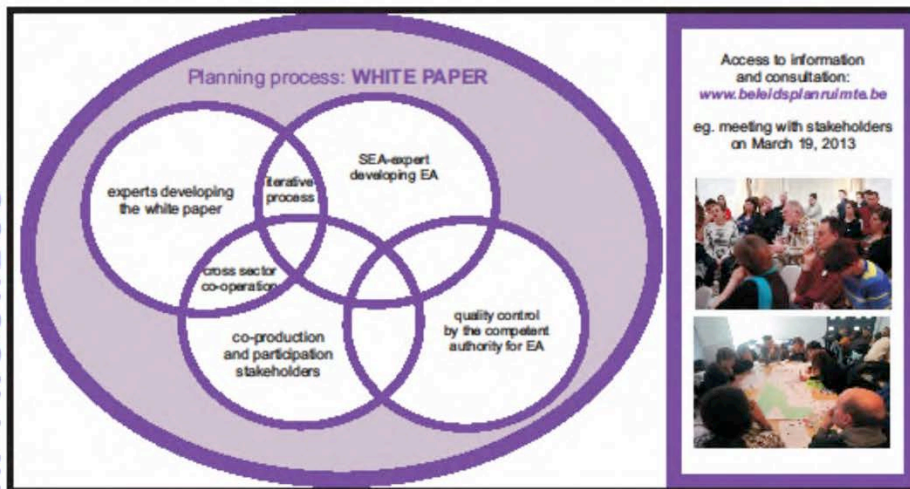 Planning process: WHITE PAPER
experts developing
the white paper
iterative
process
SEA-expert
developing EA
cross sector
co-operation
co-production
and participation
stakeholders
quality control
by the competent
authority for EA
Access to information
and consultation:
www.beleidsplanruimte.be
eg. meeting with stakeholders
on March 19, 2013